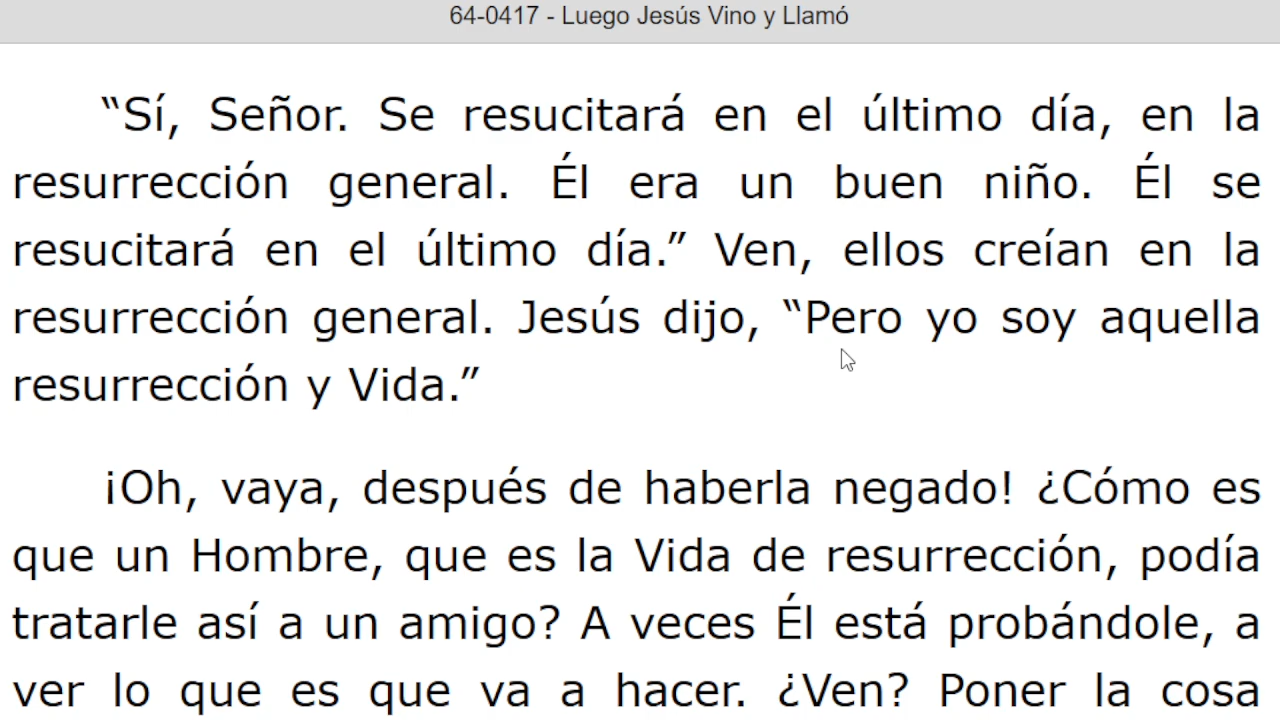 64-0417 - Luego Jesús Vino y Llamó
“Sí, Señor. Se resucitará en el último día, en la
resurrección general. Él era un buen niño. Él se
resucitará en el último día.” Ven, ellos creían en la
resurrección general. Jesús dijo, “Pero yo soy aquella
resurrección y Vida.”
¡Oh, vaya, después de haberla negado! ¿Cómo es
que un Hombre, que es la Vida de resurrección, podía
tratarle así a un amigo? A veces Él está probándole, a
ver lo que es que va a hacer. ¿Ven? Poner la cosa